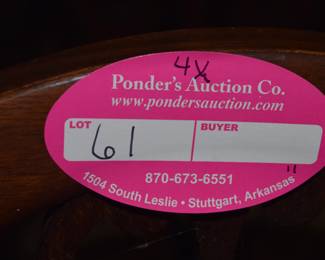 4X
Ponder's Auction Co.
www.pondersauction.com
LOT BUYER
61
870-673-6551
1504 South Leslie • Stuttgart, Arkansas